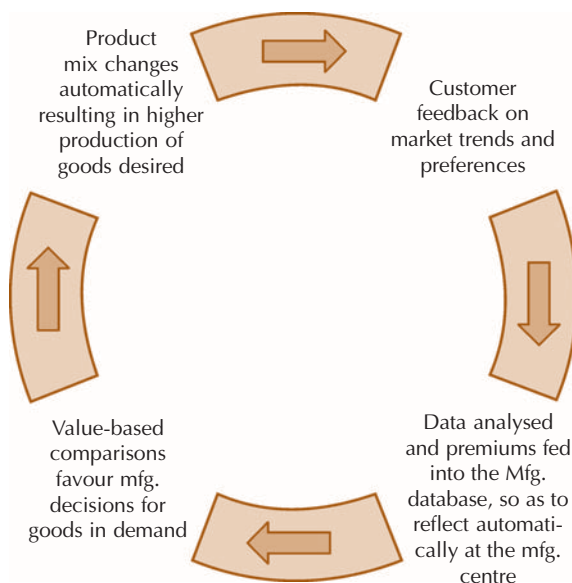 Product
mix changes
automatically
resulting in higher
production of
goods desired
Customer
feedback on
market trends and
preferences
Value-based
comparisons
favour mfg.
decisions for
goods in demand
Data analysed
and premiums fed
into the Mfg.
database, so as to
reflect automati-
cally at the mfg.
centre